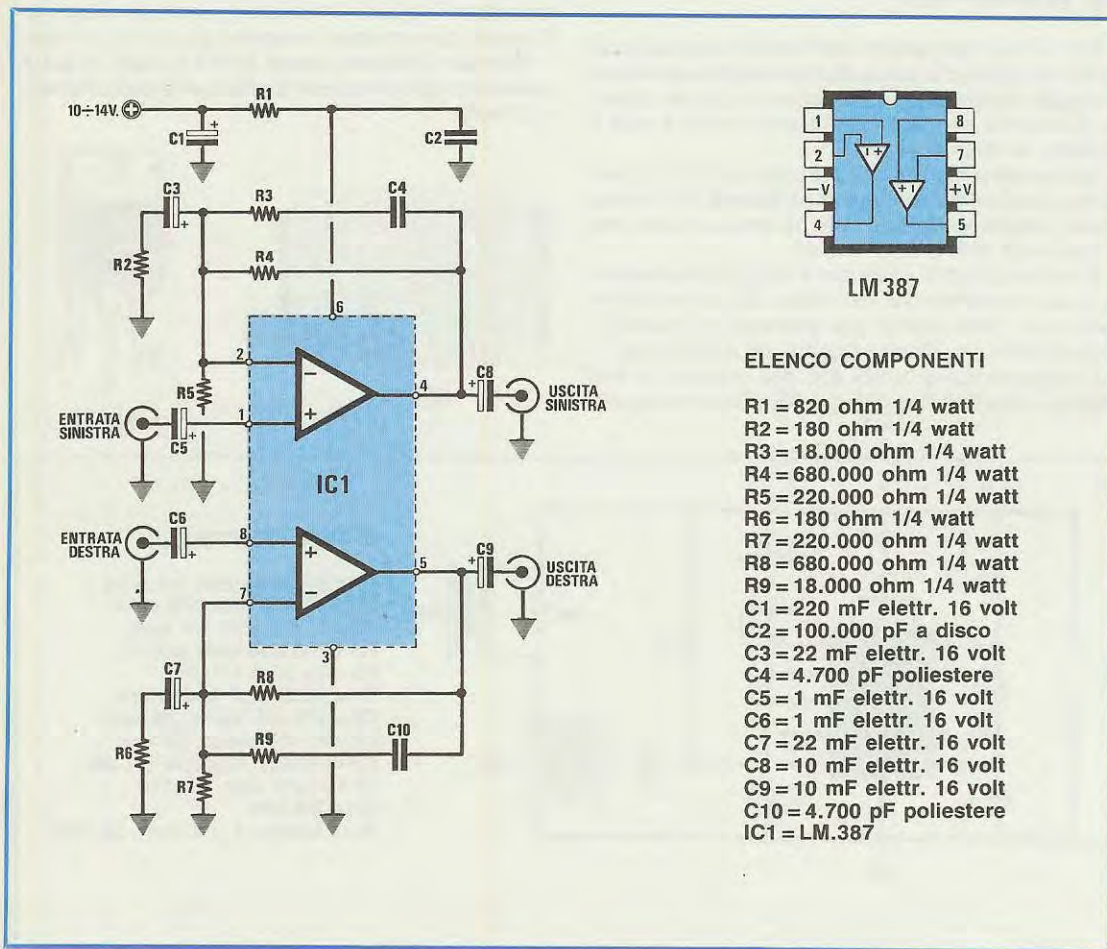 10÷14V.
R1
C1
+
C2
C3
+
R3
C4
R2
R4
6
2
−
4
+
C8
USCITA
SINISTRA
R5
ENTRATA
SINISTRA
C5
+
1
+
IC1
ENTRATA
DESTRA
C6
+
8
+
5
+
C9
USCITA
DESTRA
7
−
3
C7
+
R8
R6
R9
C10
R7
1
8
2
− +
7
−V
+ −
+V
4
5
LM 387
ELENCO COMPONENTI
R1 = 820 ohm 1/4 watt
R2 = 180 ohm 1/4 watt
R3 = 18.000 ohm 1/4 watt
R4 = 680.000 ohm 1/4 watt
R5 = 220.000 ohm 1/4 watt
R6 = 180 ohm 1/4 watt
R7 = 220.000 ohm 1/4 watt
R8 = 680.000 ohm 1/4 watt
R9 = 18.000 ohm 1/4 watt
C1 = 220 mF elettr. 16 volt
C2 = 100.000 pF a disco
C3 = 22 mF elettr. 16 volt
C4 = 4.700 pF poliestere
C5 = 1 mF elettr. 16 volt
C6 = 1 mF elettr. 16 volt
C7 = 22 mF elettr. 16 volt
C8 = 10 mF elettr. 16 volt
C9 = 10 mF elettr. 16 volt
C10 = 4.700 pF poliestere
IC1 = LM.387